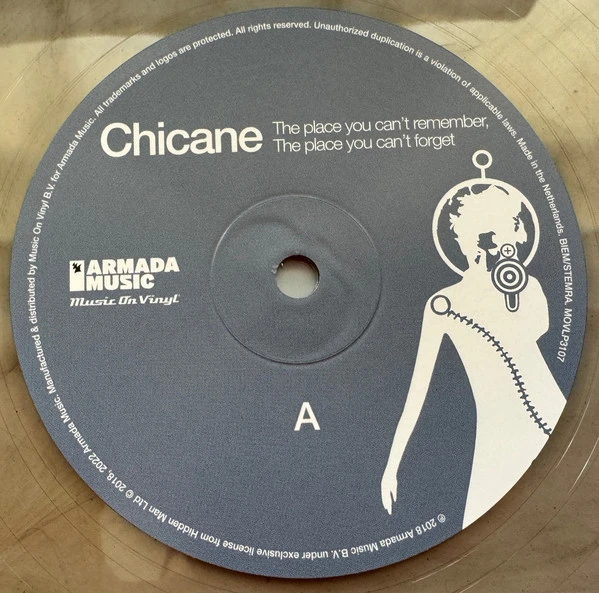 Chicane
The place you can't remember,
The place you can't forget
ARMADA
MUSIC
Music On Vinyl
A
℗ 2018 Armada Music B.V. under exclusive license from Hidden Man Ltd © 2018, 2022 Armada Music. Manufactured & distributed by Music On Vinyl B.V. for Armada Music. All trademarks and logos are protected. All rights reserved. Unauthorized duplication is a violation of applicable laws. Made in the Netherlands. BIEM/STEMRA. MOVLP3107